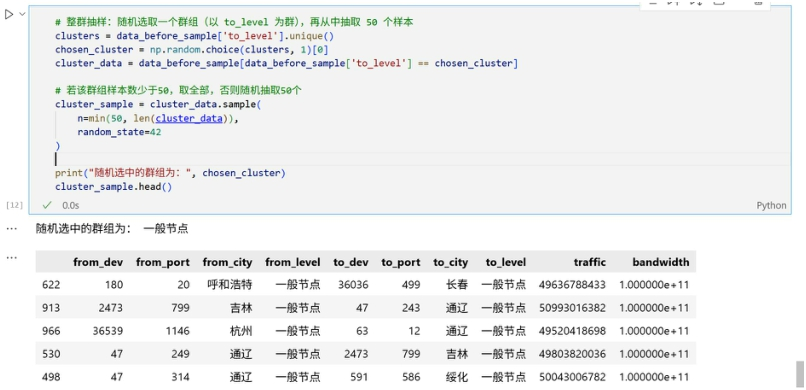 # 整群抽样：随机选取一个群组（以 to_level 为群），再从中抽取 50 个样本
clusters = data_before_sample['to_level'].unique()
chosen_cluster = np.random.choice(clusters, 1)[0]
cluster_data = data_before_sample[data_before_sample['to_level'] == chosen_cluster]
# 若该群组样本数少于50，取全部，否则随机抽取50个
cluster_sample = cluster_data.sample(
n=min(50, len(cluster_data)),
random_state=42
)
print("随机选中的群组为：", chosen_cluster)
cluster_sample.head()
[12] 0.0s Python
随机选中的群组为： 一般节点
from_dev from_port from_city from_level to_dev to_port to_city to_level traffic bandwidth
622 180 20 呼和浩特 一般节点 36036 499 长春 一般节点 49636788433 1.000000e+11
913 2473 799 吉林 一般节点 47 243 通辽 一般节点 50993016382 1.000000e+11
966 36539 1146 杭州 一般节点 63 12 通辽 一般节点 49520418698 1.000000e+11
530 47 249 通辽 一般节点 2473 799 吉林 一般节点 49803820036 1.000000e+11
498 47 314 通辽 一般节点 591 586 绥化 一般节点 50043006782 1.000000e+11